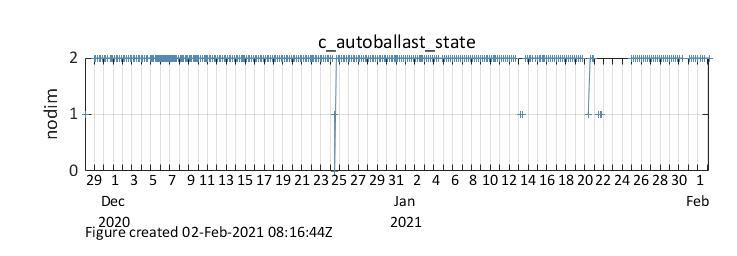 c_autoballast_state
nodim
2
1
0
29 1 3 5 7 9 11 13 15 17 19 21 23 25 27 29 31 2 4 6 8 10 12 14 16 18 20 22 24 26 28 30 1
Dec Jan Feb
2020 2021
Figure created 02-Feb-2021 08:16:44Z